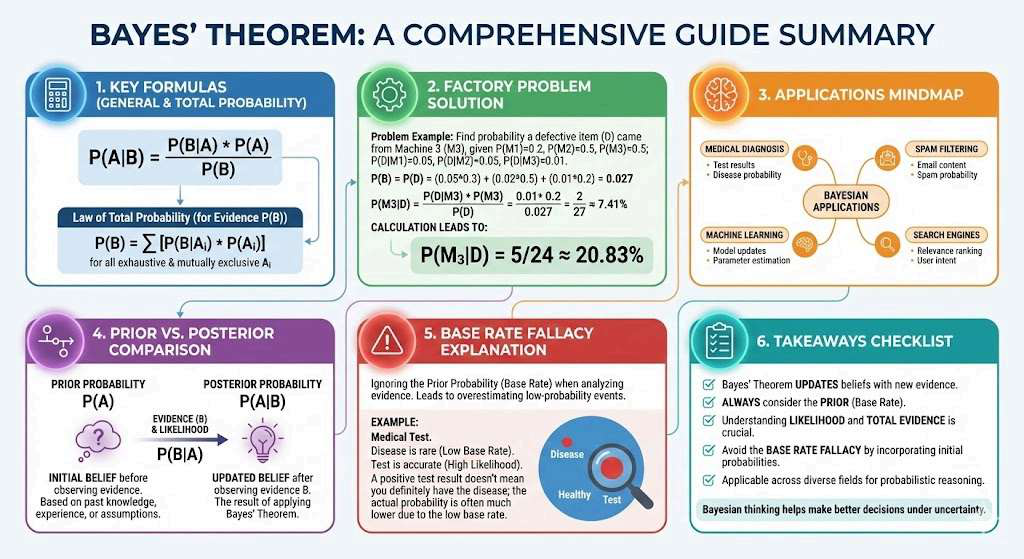 BAYES' THEOREM: A COMPREHENSIVE GUIDE SUMMARY
1. KEY FORMULAS
(GENERAL & TOTAL PROBABILITY)
P(A|B) = P(B|A) * P(A) / P(B)
Law of Total Probability (for Evidence P(B))
P(B) = ∑ [P(B|Aᵢ) * P(Aᵢ)]
for all exhaustive & mutually exclusive Aᵢ
2. FACTORY PROBLEM
SOLUTION
Problem Example: Find probability a defective item (D) came
from Machine 3 (M3), given P(M1)=0 2, P(M2)=0.5, P(M3)=0.5;
P(D|M1)=0.05, P(D|M2)=0.05, P(D|M3)=0.01.
P(B) = P(D) = (0.05*0.3) + (0.02*0.5) + (0.01*0.2) = 0.027
P(M3|D) = P(D|M3) * P(M3) / P(D) = 0.01* 0.2 / 0.027 = 2/27 ≈ 7.41%
CALCULATION LEADS TO:
P(M₃|D) = 5/24 ≈ 20.83%
3. APPLICATIONS MINDMAP
MEDICAL DIAGNOSIS
• Test results
• Disease probability
SPAM FILTERING
• Email content
• Spam probability
BAYESIAN
APPLICATIONS
MACHINE LEARNING
• Model updates
• Parameter estimation
SEARCH ENGINES
• Relevance ranking
• User intent
4. PRIOR VS. POSTERIOR
COMPARISON
PRIOR PROBABILITY
P(A)
?
INITIAL BELIEF before
observing evidence.
Based on past knowledge,
experience, or assumptions.
EVIDENCE (B)
& LIKELIHOOD
P(B|A)
POSTERIOR PROBABILITY
P(A|B)
UPDATED BELIEF after
observing evidence B.
The result of applying
Bayes' Theorem.
5. BASE RATE FALLACY
EXPLANATION
Ignoring the Prior Probability (Base Rate) when analyzing
evidence. Leads to overestimating low-probability events.
EXAMPLE:
Medical Test.
Disease is rare (Low Base Rate).
Test is accurate (High Likelihood).
A positive test result doesn't mean
you definitely have the disease; the
actual probability is often much
lower due to the low base rate.
Disease
Healthy
Test
6. TAKEAWAYS CHECKLIST
Bayes' Theorem UPDATES beliefs with new evidence.
ALWAYS consider the PRIOR (Base Rate).
Understanding LIKELIHOOD and TOTAL EVIDENCE is
crucial.
Avoid the BASE RATE FALLACY by incorporating initial
probabilities.
Applicable across diverse fields for probabilistic reasoning.
Bayesian thinking helps make better decisions under uncertainty.